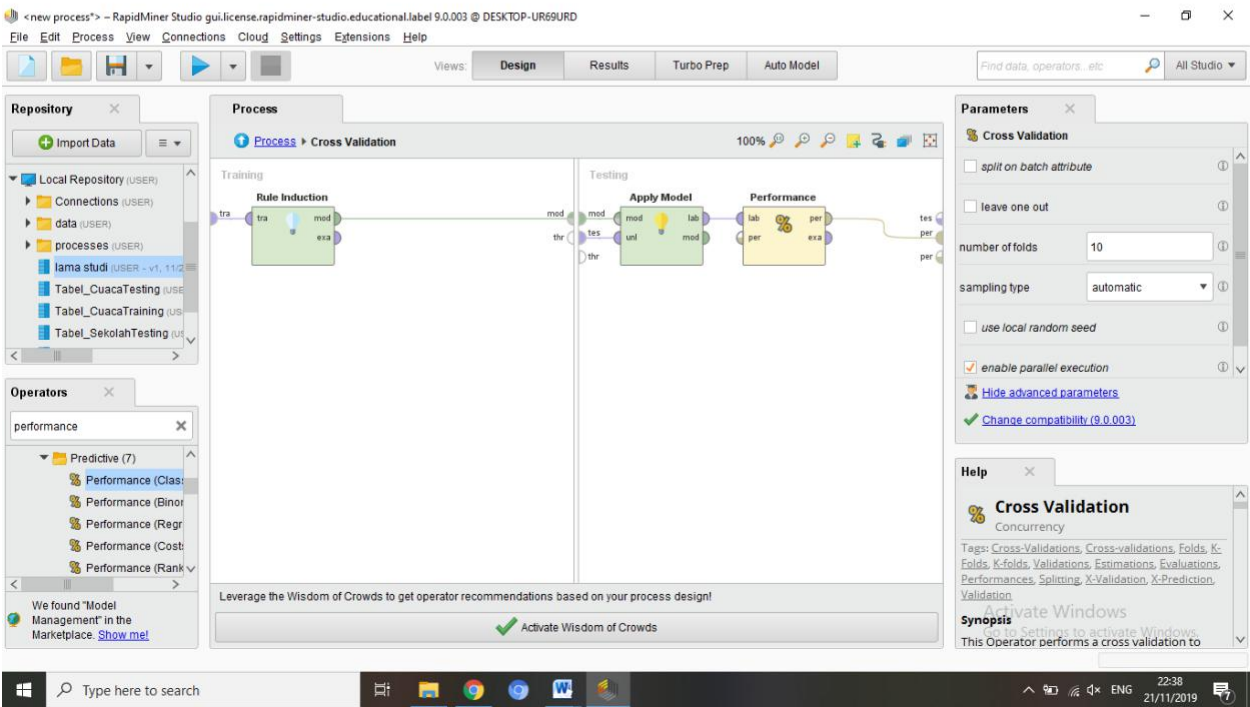 <new process*> – RapidMiner Studio gui.license.rapidminer-studio.educational.label 9.0.003 @ DESKTOP-UR69URD
File Edit Process View Connections Cloud Settings Extensions Help
Views: Design Results Turbo Prep Auto Model
Find data, operators...etc
All Studio
Repository
Import Data
Local Repository (USER)
Connections (USER)
data (USER)
processes (USER)
lama studi (USER - v1, 11/2
Tabel_CuacaTesting (USE
Tabel_CuacaTraining (US
Tabel_SekolahTesting (US
Operators
performance
Predictive (7)
Performance (Class
Performance (Binor
Performance (Regr
Performance (Costs
Performance (Rank
We found "Model
Management" in the
Marketplace. Show me!
Process
Process Cross Validation
100%
Training
Rule Induction
tra tra mod mod
exa thr
Testing
Apply Model Performance
mod mod lab lab per tes
tes unl mod per exa per
thr per
Leverage the Wisdom of Crowds to get operator recommendations based on your process design!
Activate Wisdom of Crowds
Parameters
Cross Validation
split on batch attribute
leave one out
number of folds 10
sampling type automatic
use local random seed
enable parallel execution
Hide advanced parameters
Change compatibility (9.0.003)
Help
Cross Validation
Concurrency
Tags: Cross-Validations, Cross-validations, Folds, K-
Folds, K-folds, Validations, Estimations, Evaluations,
Performances, Splitting, X-Validation, X-Prediction,
Validation
Activate Windows
Synopsis
Go to Settings to activate Windows.
This Operator performs a cross validation to
Type here to search
ENG
22:38
21/11/2019